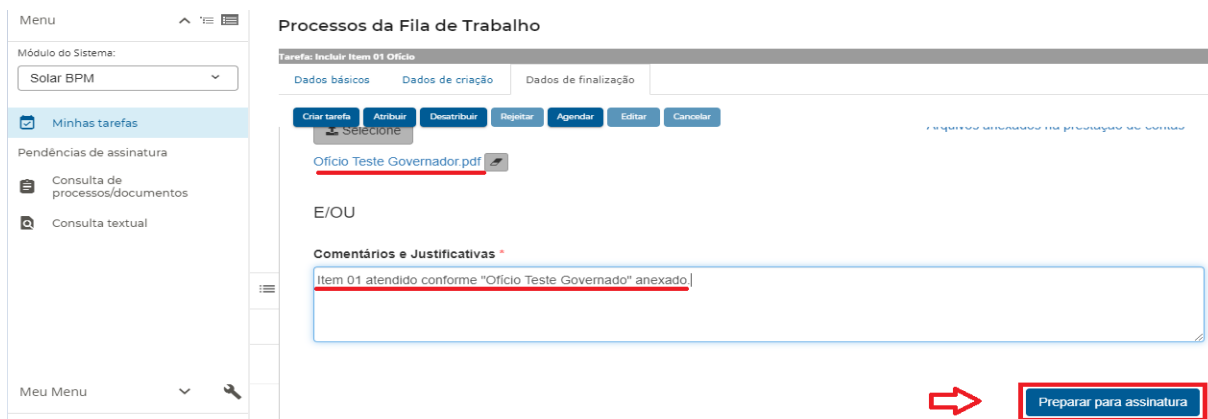 Menu
Módulo do Sistema:
Solar BPM
Minhas tarefas
Pendências de assinatura
Consulta de
processos/documentos
Consulta textual
Meu Menu
Processos da Fila de Trabalho
Tarefa: Incluir Item 01 Ofício
Dados básicos Dados de criação Dados de finalização
Criar tarefa Atribuir Desatribuir Rejeitar Agendar Editar Cancelar
Selecione Arquivos anexados na prestação de contas
Ofício Teste Governador.pdf
E/OU
Comentários e Justificativas *
Item 01 atendido conforme "Ofício Teste Governado" anexado.
Preparar para assinatura